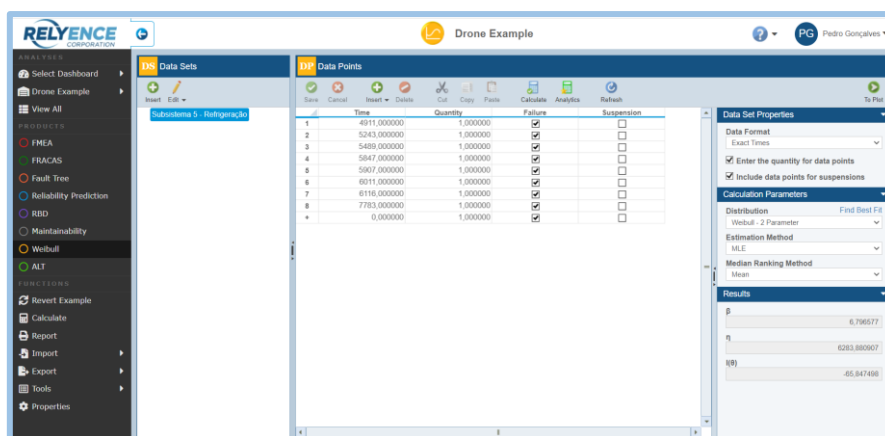 RELYENCE
CORPORATION
Drone Example
?
PG
Pedro Gonçalves
ANALYSES
Select Dashboard
Drone Example
View All
PRODUCTS
FMEA
FRACAS
Fault Tree
Reliability Prediction
RBD
Maintainability
Weibull
ALT
FUNCTIONS
Revert Example
Calculate
Report
Import
Export
Tools
Properties
DS Data Sets
Insert Edit
Subsistema 5 - Refrigeração
DP Data Points
Save Cancel Insert Delete Cut Copy Paste Calculate Analytics Refresh To Plot
Time Quantity Failure Suspension
1 4911,000000 1,000000
2 5243,000000 1,000000
3 5489,000000 1,000000
4 5847,000000 1,000000
5 5907,000000 1,000000
6 6011,000000 1,000000
7 6116,000000 1,000000
8 7783,000000 1,000000
* 0,000000 1,000000
Data Set Properties
Data Format
Exact Times
Enter the quantity for data points
Include data points for suspensions
Calculation Parameters
Distribution Find Best Fit
Weibull - 2 Parameter
Estimation Method
MLE
Median Ranking Method
Mean
Results
β
6,796577
η
6283,880907
l(θ)
-65,847498